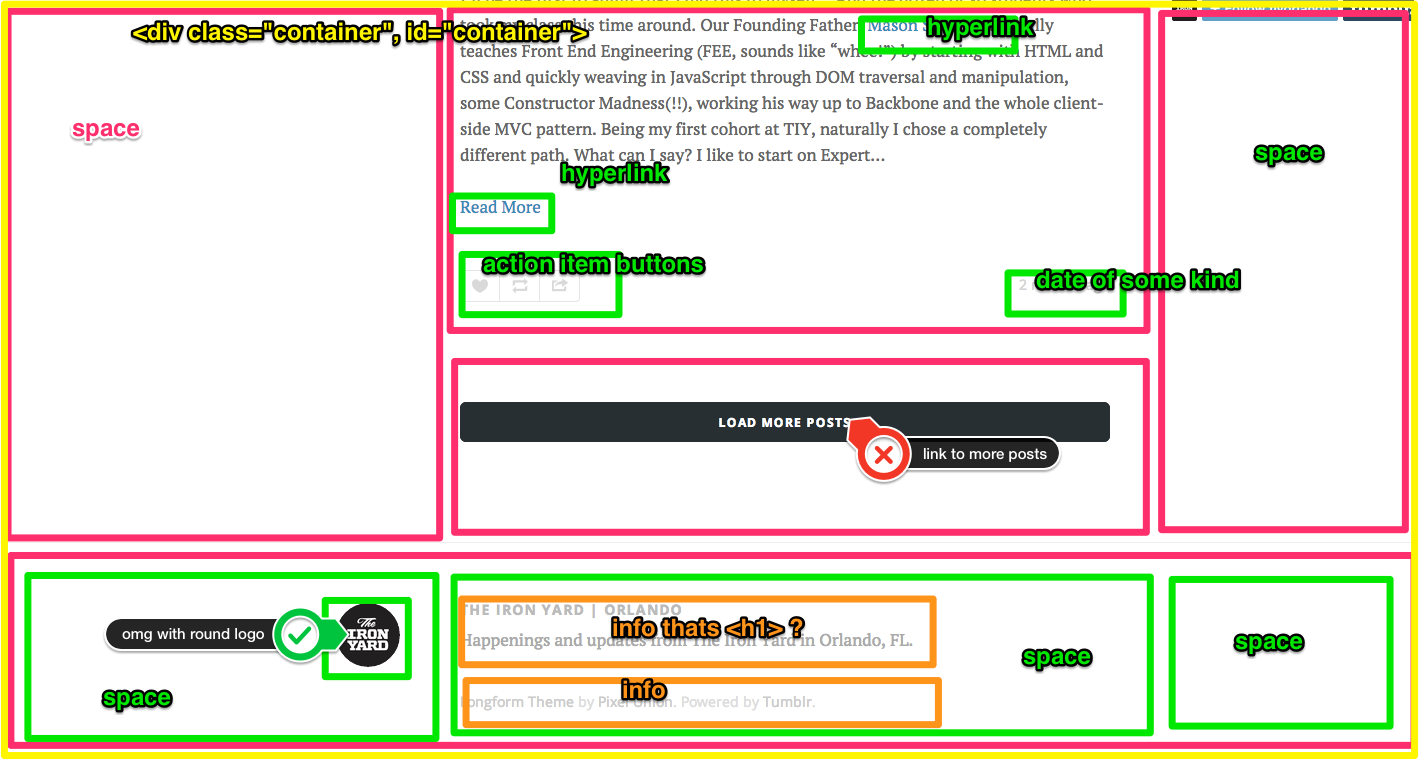 <div class="container", id="container">
took my class this time around. Our Founding Father, Mason
hyperlink
teaches Front End Engineering (FEE, sounds like “whee!”) by starting with HTML and
CSS and quickly weaving in JavaScript through DOM traversal and manipulation,
some Constructor Madness(!!), working his way up to Backbone and the whole client-
side MVC pattern. Being my first cohort at TIY, naturally I chose a completely
different path. What can I say? I like to start on Expert…
space
space
hyperlink
Read More
action item buttons
date of some kind
LOAD MORE POSTS
link to more posts
THE IRON YARD | ORLANDO
info thats <h1> ?
Happenings and updates from The Iron Yard in Orlando, FL.
omg with round logo
The
IRON
YARD
space
space
space
info
Longform Theme by Pixel Union. Powered by Tumblr.